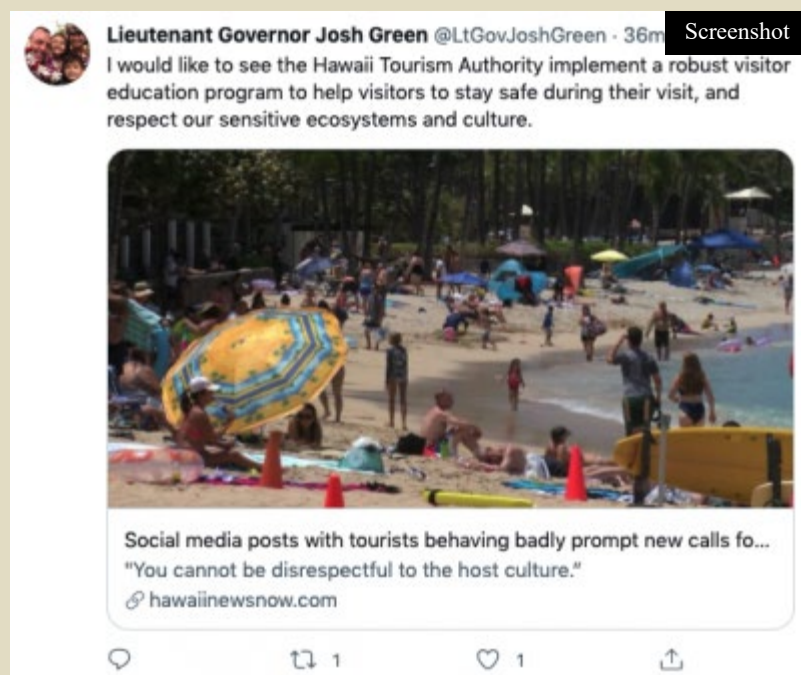 Lieutenant Governor Josh Green @LtGovJoshGreen · 36m
Screenshot
I would like to see the Hawaii Tourism Authority implement a robust visitor
education program to help visitors to stay safe during their visit, and
respect our sensitive ecosystems and culture.
Social media posts with tourists behaving badly prompt new calls fo...
"You cannot be disrespectful to the host culture."
hawaiinewsnow.com
1 1